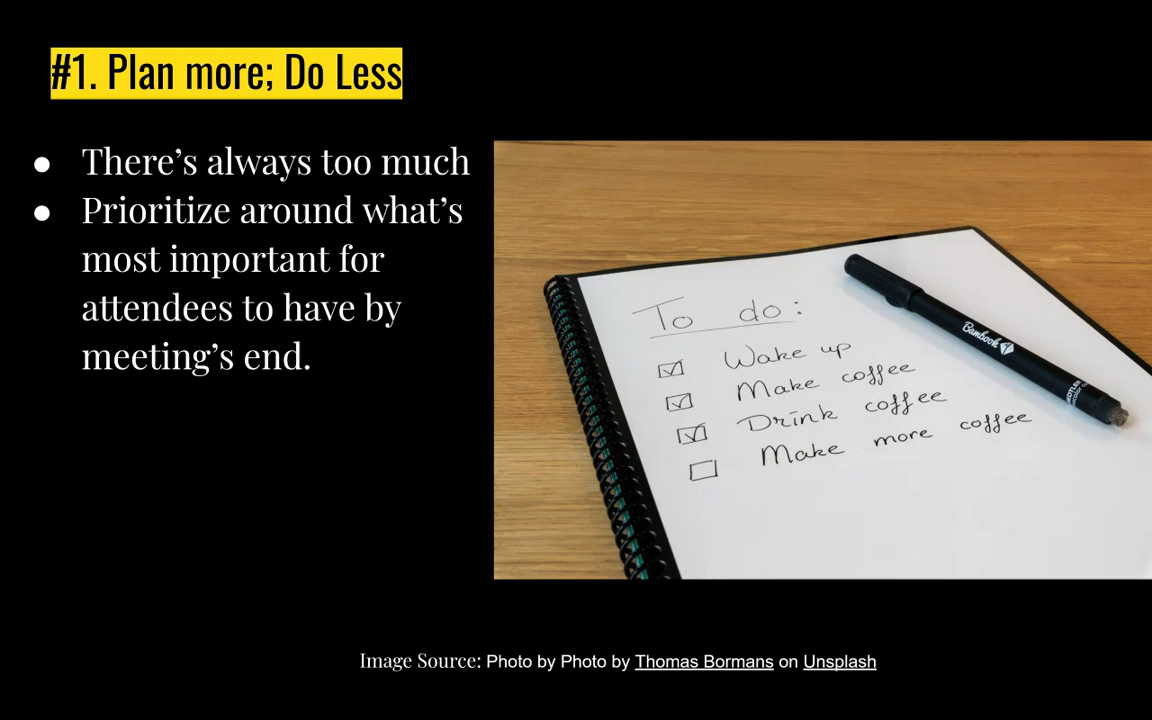 #1. Plan more; Do Less
● There’s always too much
● Prioritize around what’s
most important for
attendees to have by
meeting’s end.
To do:
☑ Wake up
☑ Make coffee
☑ Drink coffee
☐ Make more coffee
Bambook
STAEDTLER
Image Source: Photo by Photo by Thomas Bormans on Unsplash